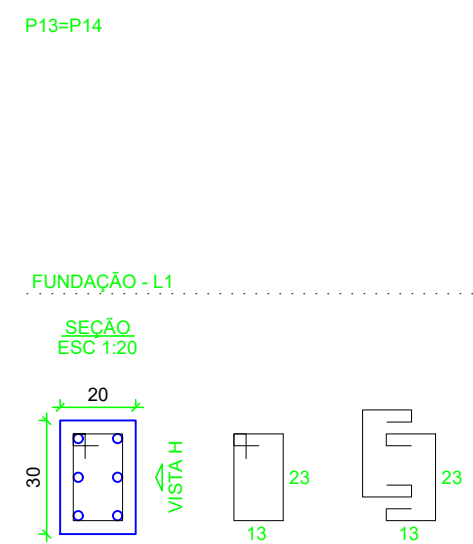 P13=P14
FUNDAÇÃO - L1
SEÇÃO
ESC 1:20
20
30
VISTA H
23
13
23
13